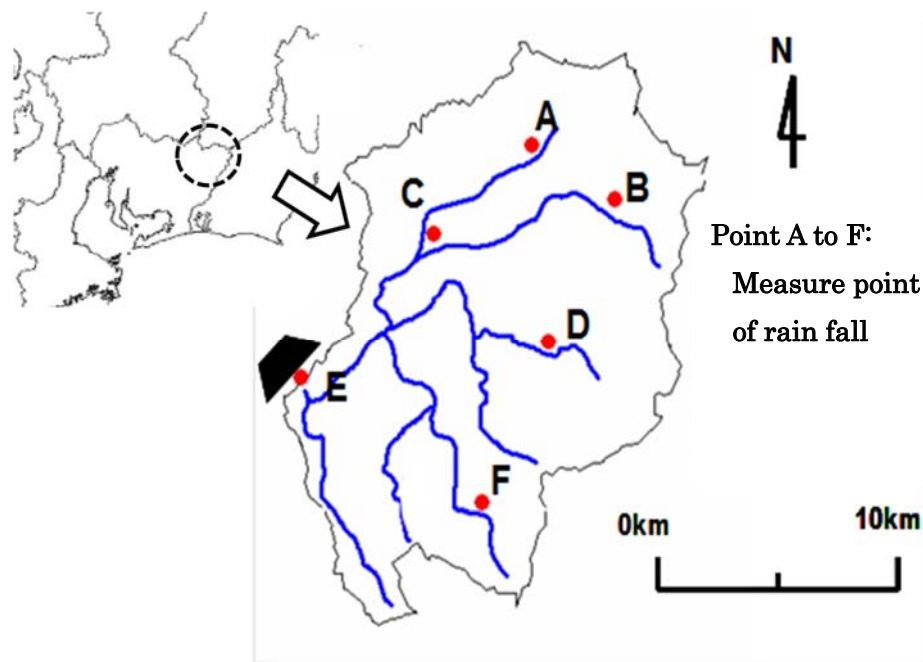 N
A
B
C
Point A to F:
Measure point
of rain fall
D
E
F
0km
10km